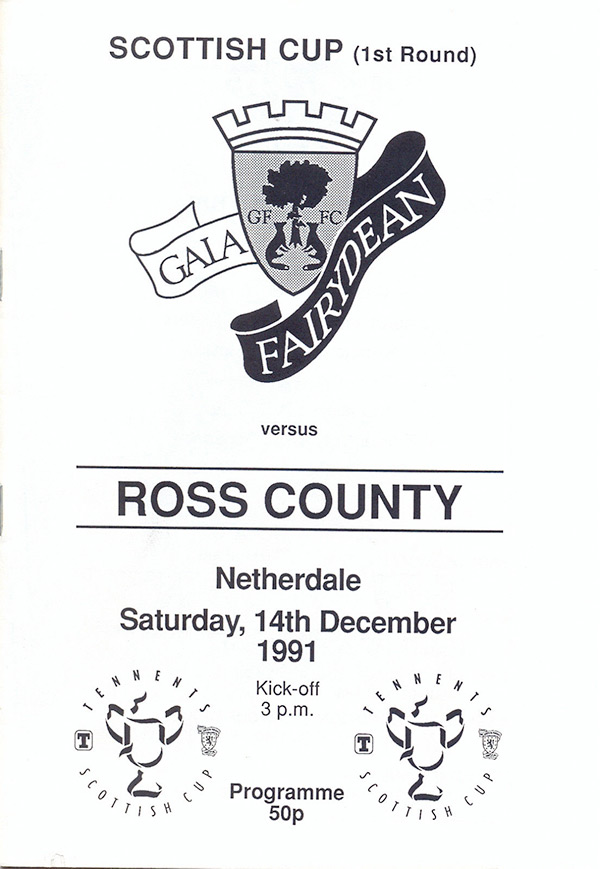 SCOTTISH CUP (1st Round)
GF FC
GALA
FAIRYDEAN
versus
ROSS COUNTY
Netherdale
Saturday, 14th December
1991
Kick-off
3 p.m.
TENNENTS
T
SCOTTISH CUP
TENNENTS
T
SCOTTISH CUP
Programme
50p